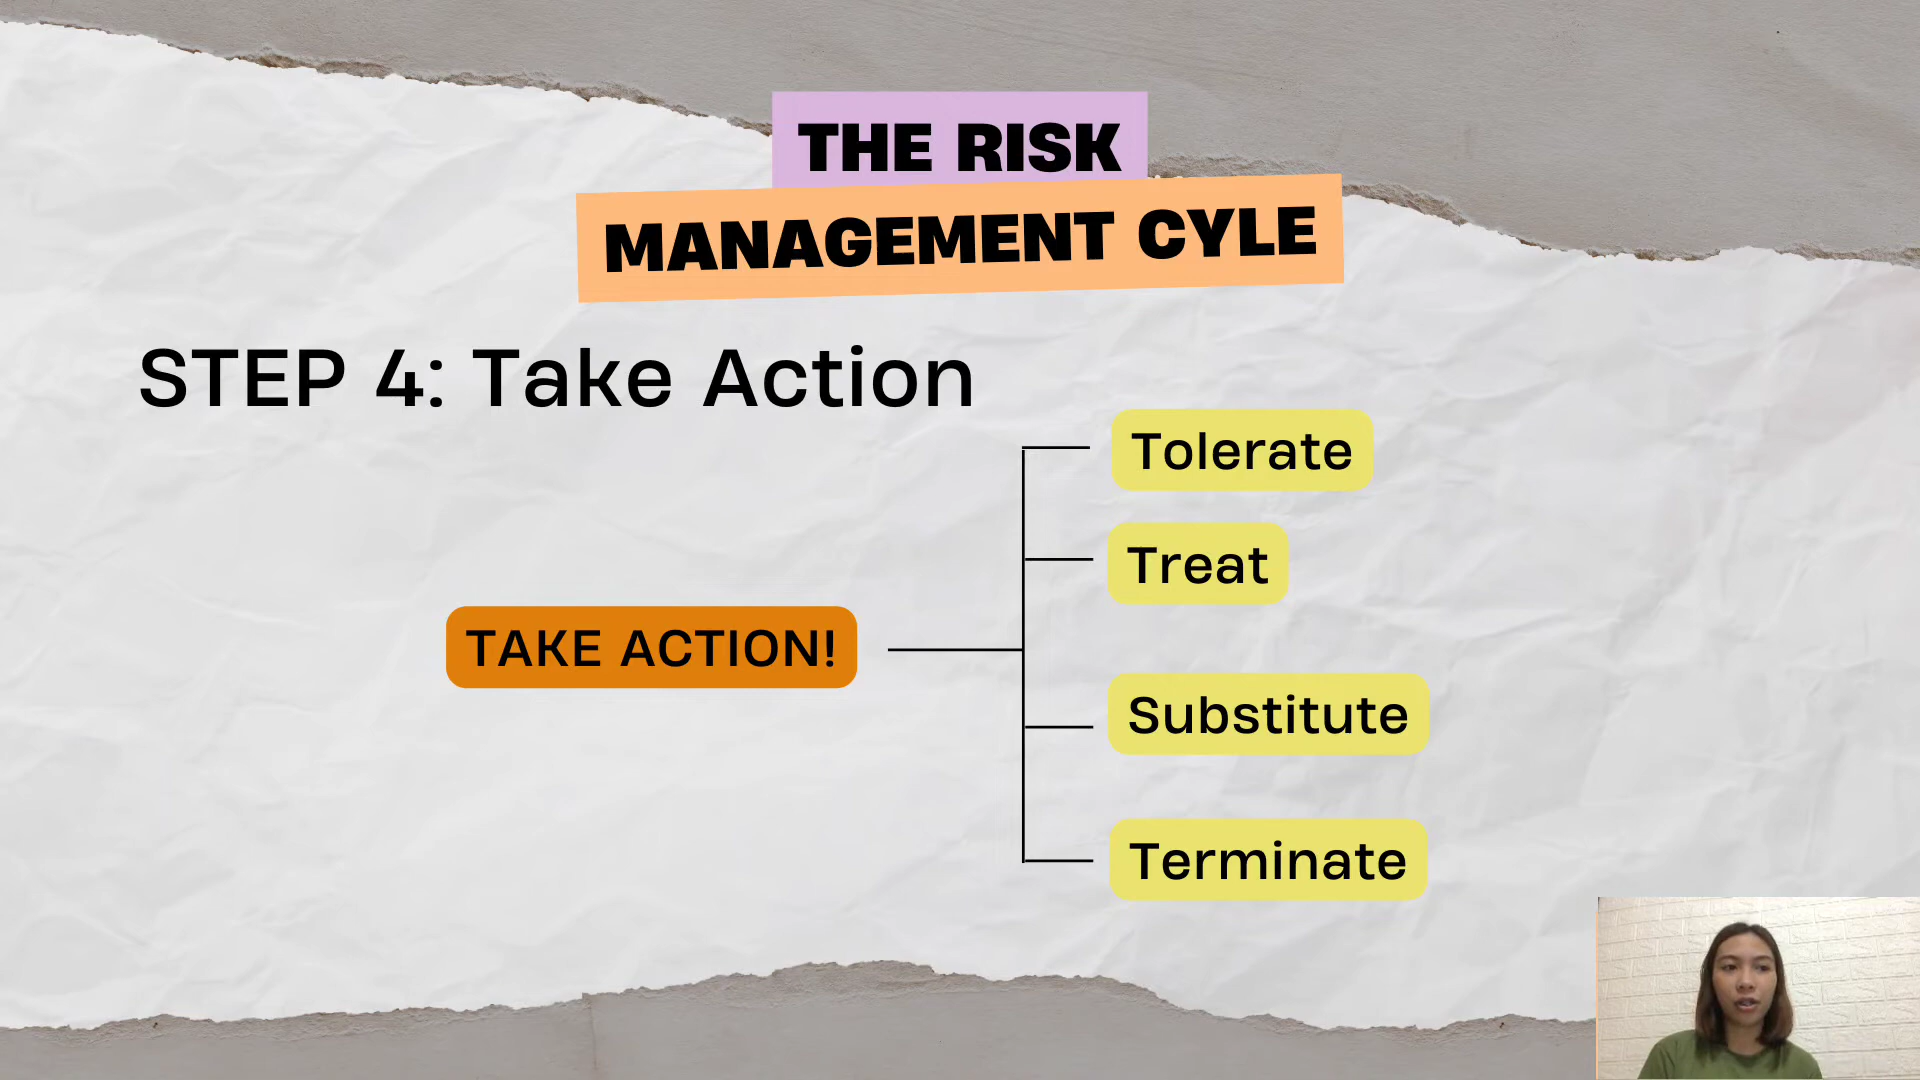 THE RISK
MANAGEMENT CYLE
STEP 4: Take Action
Tolerate
Treat
TAKE ACTION!
Substitute
Terminate